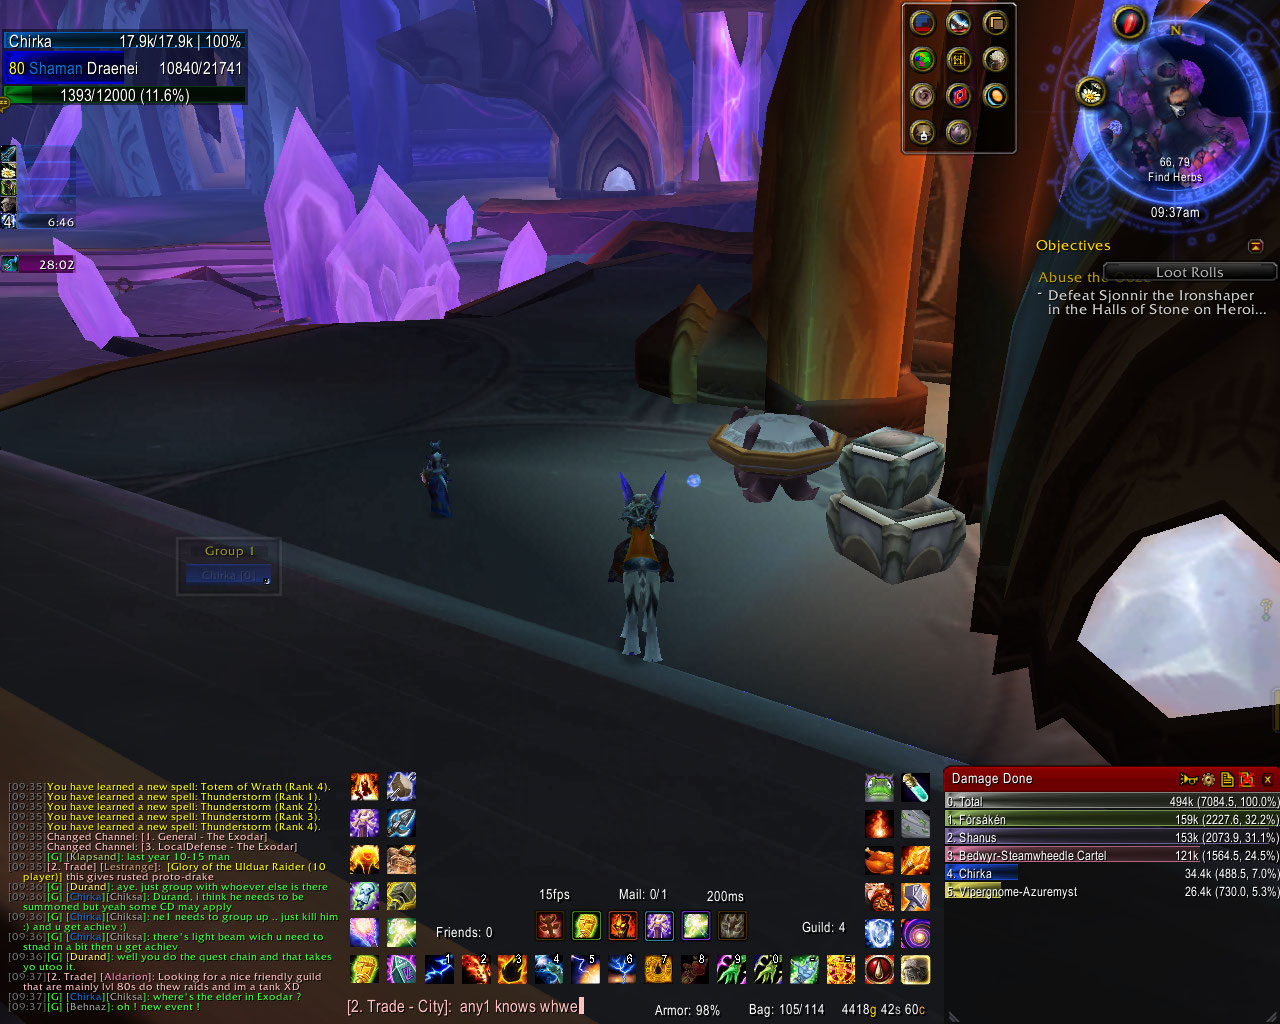 Chirka 17.9k/17.9k | 100%
80 Shaman Draenei 10840/21741
1393/12000 (11.6%)
6:46
28:02
N
66, 79
Find Herbs
09:37am
Objectives
Abuse the
Loot Rolls
- Defeat Sjonnir the Ironshaper
in the Halls of Stone on Heroi...
Group 1
Chirka [0]
[09:35]You have learned a new spell: Totem of Wrath (Rank 4).
[09:35]You have learned a new spell: Thunderstorm (Rank 1).
[09:35]You have learned a new spell: Thunderstorm (Rank 2).
[09:35]You have learned a new spell: Thunderstorm (Rank 3).
[09:35]You have learned a new spell: Thunderstorm (Rank 4).
[09:35]Changed Channel: [1. General - The Exodar]
[09:35]Changed Channel: [3. LocalDefense - The Exodar]
[09:35][G] [Klapsand]: last year 10-15 man
[09:35][2. Trade] [Lestrange]: [Glory of the Ulduar Raider (10
player)] this gives rusted proto-drake
[09:36][G] [Durand]: aye. just group with whoever else is there
[09:36][G] [Chirka][Chiksa]: Durand, i think he needs to be
summoned but yeah some CD may apply
[09:36][G] [Chirka][Chiksa]: ne1 needs to group up .. just kill him
:) and u get achiev :)
[09:36][G] [Chirka][Chiksa]: there's light beam wich u need to
stnad in a bit then u get achiev
[09:36][G] [Durand]: well you do the quest chain and that takes
yo utoo it.
[09:37][2. Trade] [Aldarion]: Looking for a nice friendly guild
that are mainly lvl 80s do thew raids and im a tank XD
[09:37][G] [Chirka][Chiksa]: where's the elder in Exodar ?
[09:37][G] [Behnaz]: oh ! new event !
15fps Mail: 0/1 200ms
Friends: 0
Guild: 4
1 2 3 4 5 6 7 8 9 0
[2. Trade - City]: any1 knows whwe
Armor: 98% Bag: 105/114 4418g 42s 60c
Damage Done
0. Total 494k (7084.5, 100.0%)
1. Fórsákén 159k (2227.6, 32.2%)
2. Shanus 153k (2073.9, 31.1%)
3. Bedwyr-Steamwheedle Cartel 121k (1564.5, 24.5%)
4. Chirka 34.4k (488.5, 7.0%)
5. Vipergnome-Azuremyst 26.4k (730.0, 5.3%)